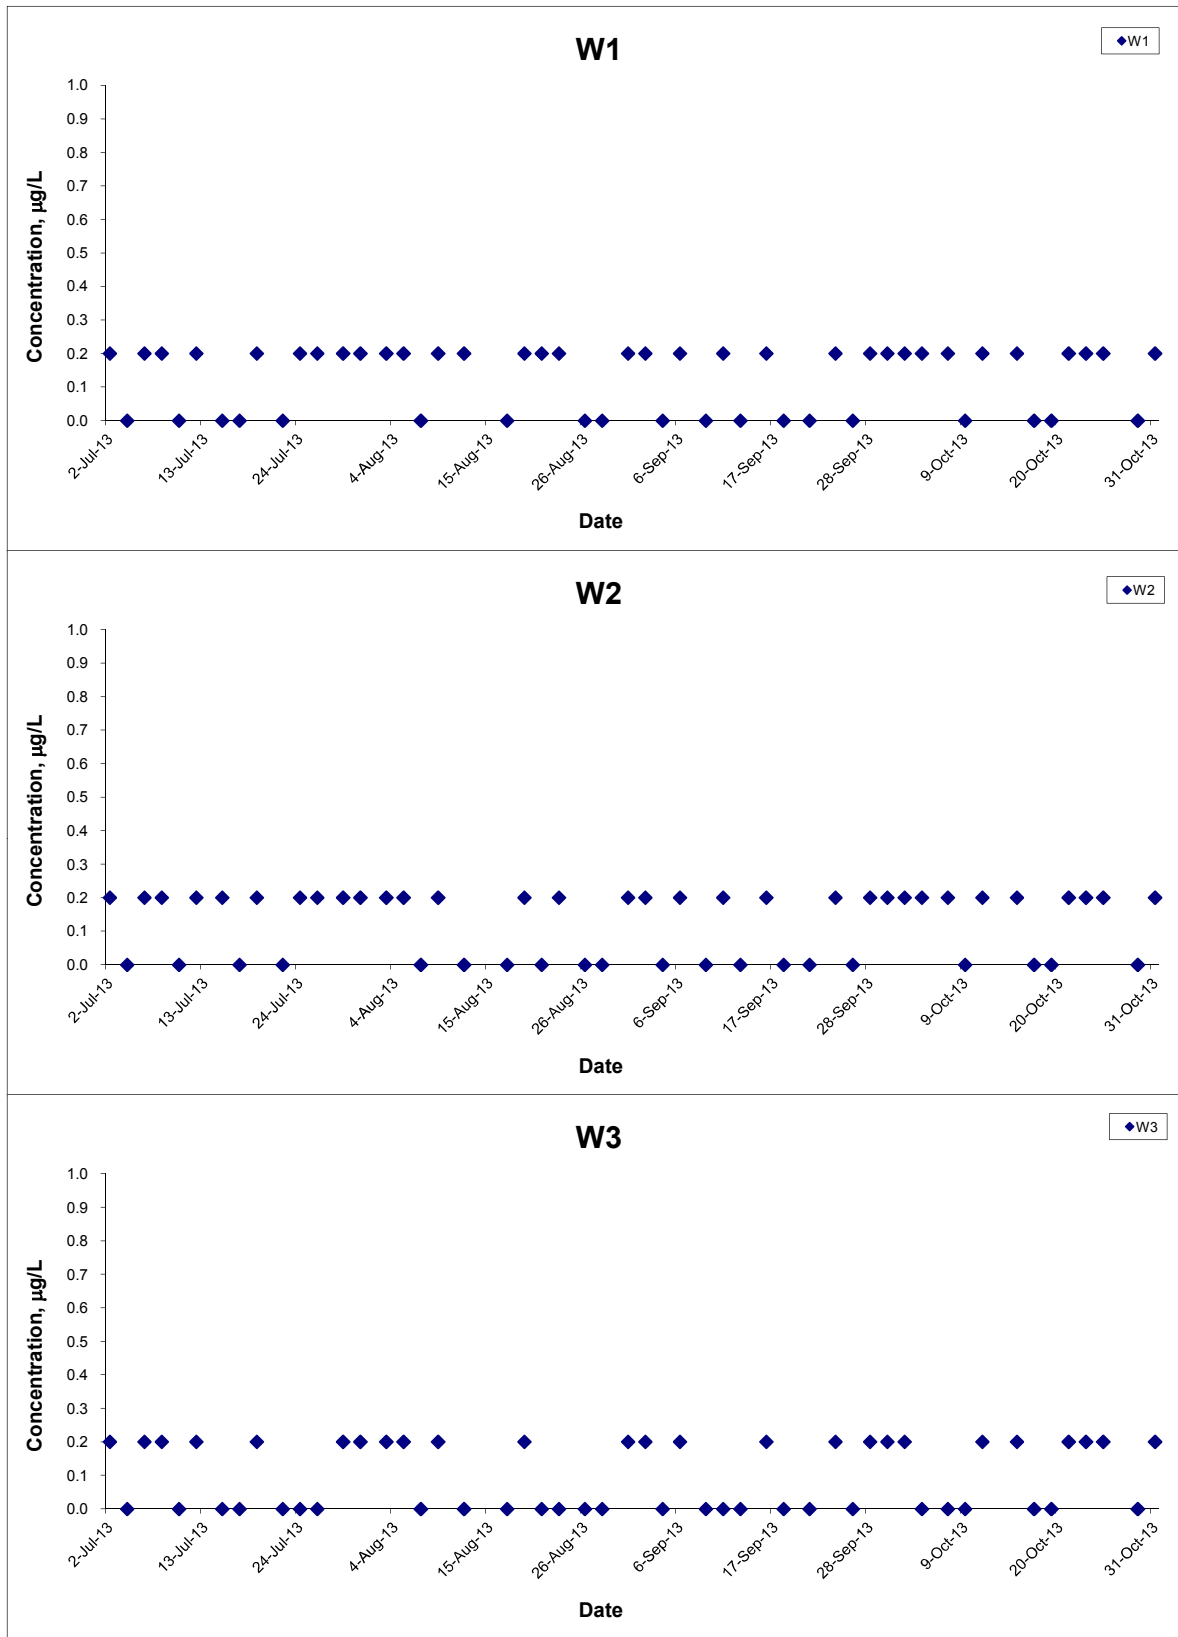 W1
W1
Concentration, µg/L
1.0
0.9
0.8
0.7
0.6
0.5
0.4
0.3
0.2
0.1
0.0
2-Jul-13
13-Jul-13
24-Jul-13
4-Aug-13
15-Aug-13
26-Aug-13
6-Sep-13
17-Sep-13
28-Sep-13
9-Oct-13
20-Oct-13
31-Oct-13
Date
W2
W2
Concentration, µg/L
1.0
0.9
0.8
0.7
0.6
0.5
0.4
0.3
0.2
0.1
0.0
2-Jul-13
13-Jul-13
24-Jul-13
4-Aug-13
15-Aug-13
26-Aug-13
6-Sep-13
17-Sep-13
28-Sep-13
9-Oct-13
20-Oct-13
31-Oct-13
Date
W3
W3
Concentration, µg/L
1.0
0.9
0.8
0.7
0.6
0.5
0.4
0.3
0.2
0.1
0.0
2-Jul-13
13-Jul-13
24-Jul-13
4-Aug-13
15-Aug-13
26-Aug-13
6-Sep-13
17-Sep-13
28-Sep-13
9-Oct-13
20-Oct-13
31-Oct-13
Date